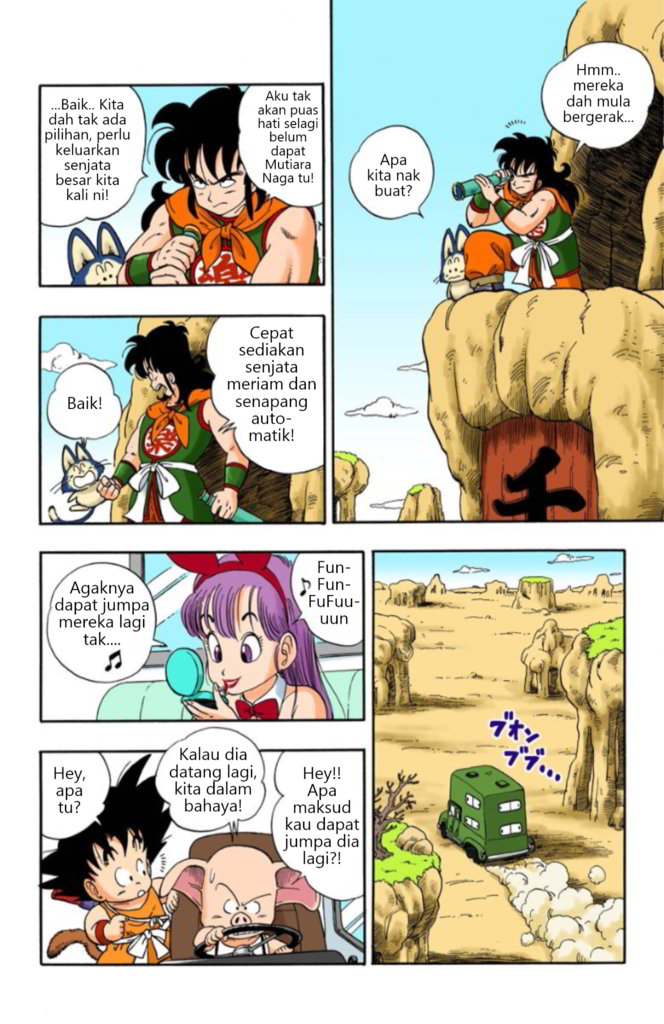 Hmm..
mereka
dah mula
bergerak...
Apa
kita nak
buat?
千
Aku tak
akan puas
hati selagi
belum
dapat
Mutiara
Naga tu!
...Baik.. Kita
dah tak ada
pilihan, perlu
keluarkan
senjata
besar kita
kali ni!
Cepat
sediakan
senjata
meriam dan
senapang
auto-
matik!
Baik!
ブオン
ブブ...
Fun-
Fun-
FuFuu-
uun
Agaknya
dapat jumpa
mereka lagi
tak....
Hey!!
Apa
maksud
kau dapat
jumpa dia
lagi?!
Kalau dia
datang lagi,
kita dalam
bahaya!
Hey,
apa
tu?